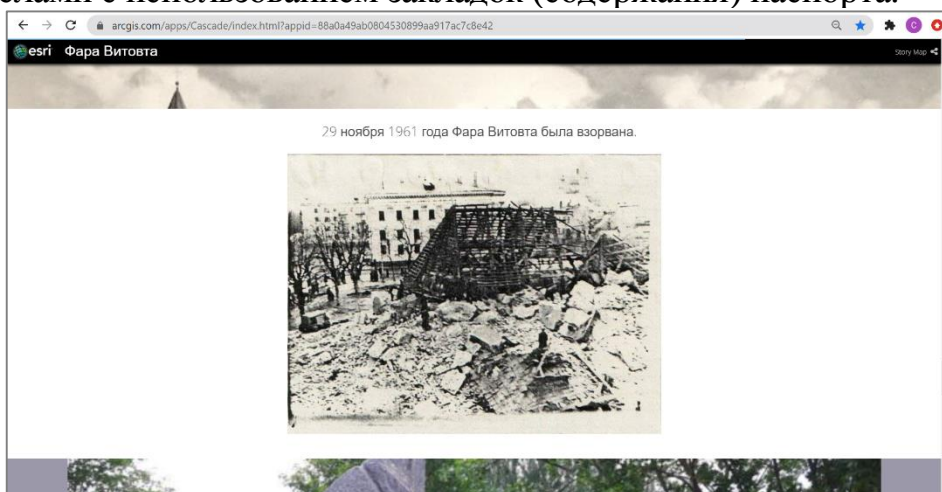 с использованием закладок (содержания) паспорта.
arcgis.com/apps/Cascade/index.html?appid=88a0a49ab0804530899aa917ac7c8e42
esri Фара Витовта
Story Map
29 ноября 1961 года Фара Витовта была взорвана.